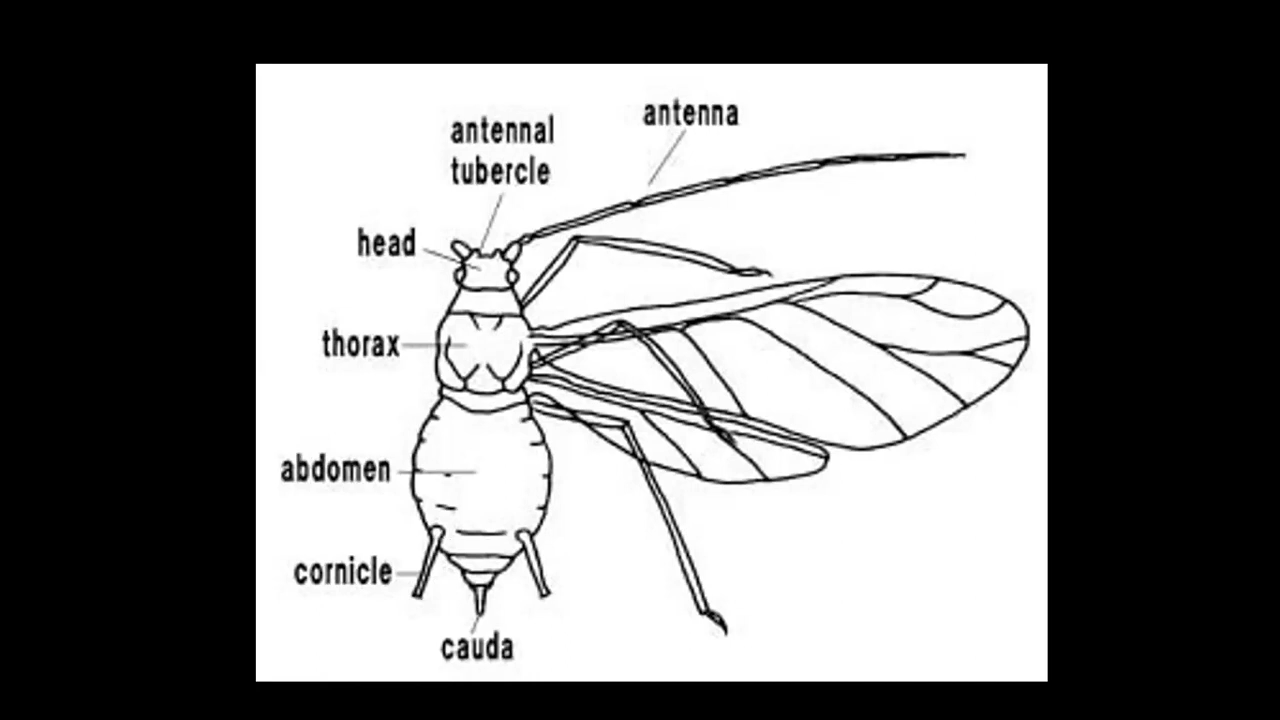 antenna
antennal
tubercle
head
thorax
abdomen
cornicle
cauda